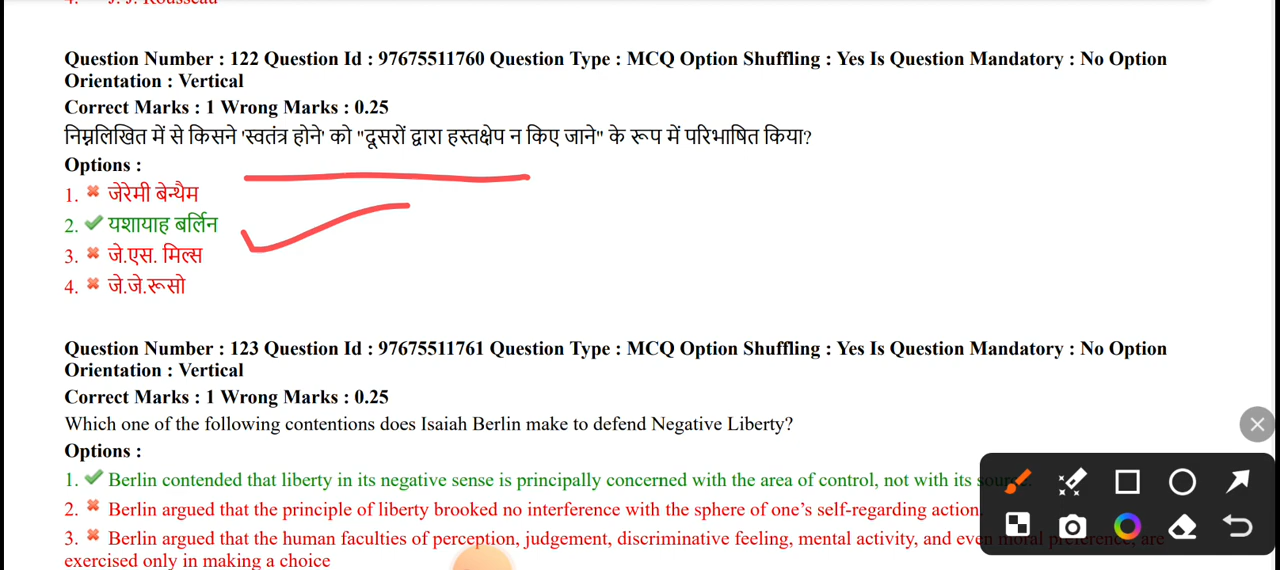 4. J. J. Rousseau
Question Number : 122 Question Id : 97675511760 Question Type : MCQ Option Shuffling : Yes Is Question Mandatory : No Option
Orientation : Vertical
Correct Marks : 1 Wrong Marks : 0.25
निम्नलिखित में से किसने 'स्वतंत्र होने' को "दूसरों द्वारा हस्तक्षेप न किए जाने" के रूप में परिभाषित किया?
Options :
1. जेरेमी बेन्थैम
2. यशायाह बर्लिन
3. जे.एस. मिल्स
4. जे.जे.रूसो
Question Number : 123 Question Id : 97675511761 Question Type : MCQ Option Shuffling : Yes Is Question Mandatory : No Option
Orientation : Vertical
Correct Marks : 1 Wrong Marks : 0.25
Which one of the following contentions does Isaiah Berlin make to defend Negative Liberty?
Options :
1. Berlin contended that liberty in its negative sense is principally concerned with the area of control, not with its source.
2. Berlin argued that the principle of liberty brooked no interference with the sphere of one’s self-regarding action.
3. Berlin argued that the human faculties of perception, judgement, discriminative feeling, mental activity, and even moral preference, are
exercised only in making a choice